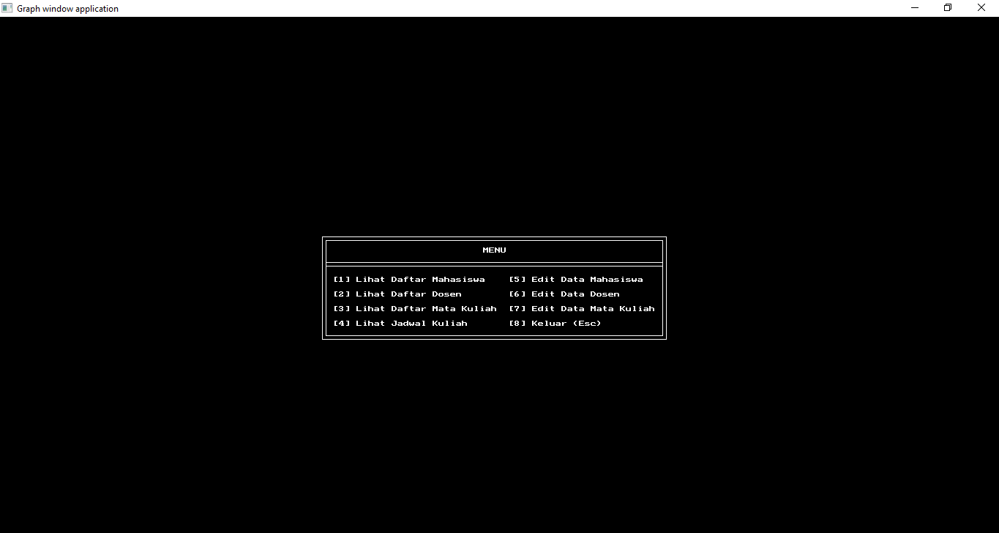 Graph window application
MENU
[1] Lihat Daftar Mahasiswa [5] Edit Data Mahasiswa
[2] Lihat Daftar Dosen [6] Edit Data Dosen
[3] Lihat Daftar Mata Kuliah [7] Edit Data Mata Kuliah
[4] Lihat Jadwal Kuliah [8] Keluar (Esc)